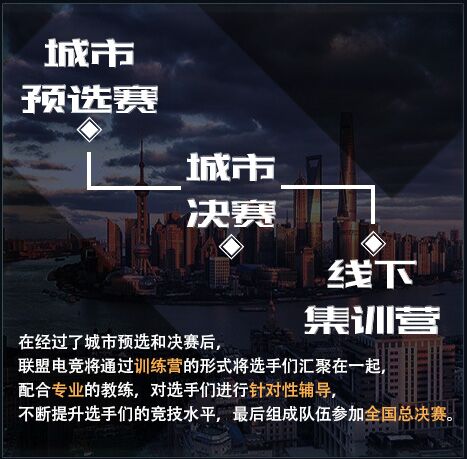 城市
预选赛
城市
决赛
线下
集训营
在经过了城市预选和决赛后，
联盟电竞将通过训练营的形式将选手们汇聚在一起，
配合专业的教练，对选手们进行针对性辅导，
不断提升选手们的竞技水平，最后组成队伍参加全国总决赛。